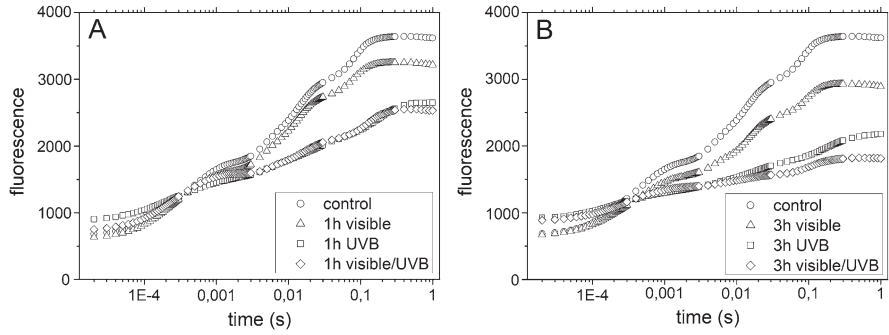 A
4000
3000
2000
1000
0
fluorescence
control
1h visible
1h UVB
1h visible/UVB
1E-4 0,001 0,01 0,1 1
time (s)
B
4000
3000
2000
1000
0
fluorescence
control
3h visible
3h UVB
3h visible/UVB
1E-4 0,001 0,01 0,1 1
time (s)